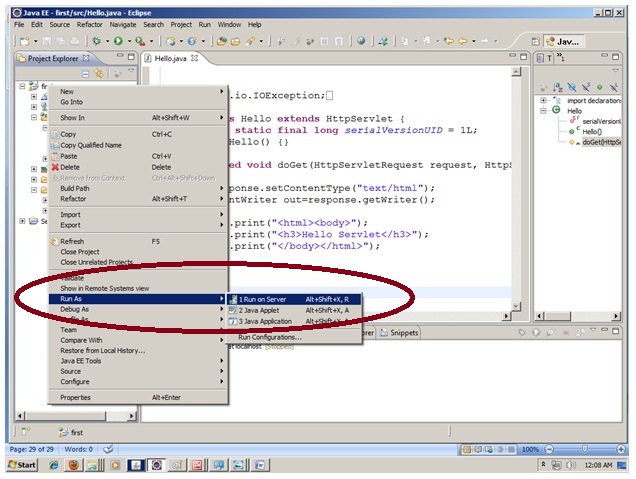 Java EE - first/src/Hello.java - Eclipse
File Edit Source Refactor Navigate Search Project Run Window Help
Java...
Project Explorer
Hello.java
.io.IOException;
s Hello extends HttpServlet {
static final long serialVersionUID = 1L;
Hello() {}
ed void doGet(HttpServletRequest request, HttpS
sponse.setContentType("text/html");
ntWriter out=response.getWriter();
.print("<html><body>");
.print("<h3>Hello Servlet</h3>");
.print("</body></html>");
import declarations
Hello
serialVersion
Hello()
doGet(HttpSe
New
Go Into
Show In Alt+Shift+W
Copy Ctrl+C
Copy Qualified Name
Paste Ctrl+V
Delete Delete
Remove from Context Ctrl+Alt+Shift+Down
Build Path
Refactor Alt+Shift+T
Import
Export
Refresh F5
Close Project
Close Unrelated Projects
Validate
Show in Remote Systems view
Run As
Debug As
Profile As
Team
Compare With
Restore from Local History...
Java EE Tools
Source
Configure
Properties Alt+Enter
1 Run on Server Alt+Shift+X, R
2 Java Applet Alt+Shift+X, A
3 Java Application Alt+Shift+X,
Run Configurations...
rer Snippets
localhost [Stopped]
first
Page: 29 of 29 Words: 0 100%
Start 12:08 AM